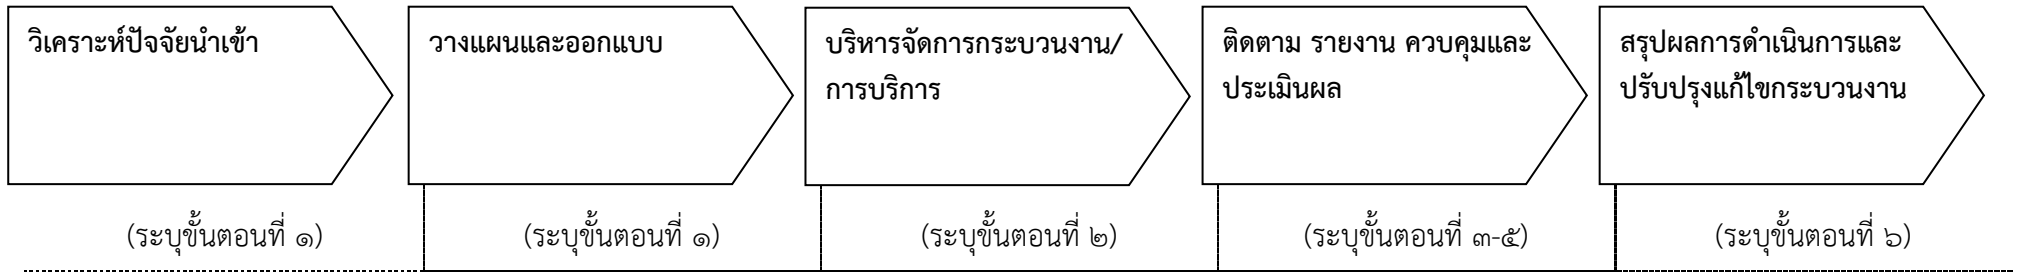 วิเคราะห์ปัจจัยนำเข้า
วางแผนและออกแบบ
บริหารจัดการกระบวนงาน/
การบริการ
ติดตาม รายงาน ควบคุมและ
ประเมินผล
สรุปผลการดำเนินการและ
ปรับปรุงแก้ไขกระบวนงาน
(ระบุขั้นตอนที่ ๑)
(ระบุขั้นตอนที่ ๑)
(ระบุขั้นตอนที่ ๒)
(ระบุขั้นตอนที่ ๓-๕)
(ระบุขั้นตอนที่ ๖)